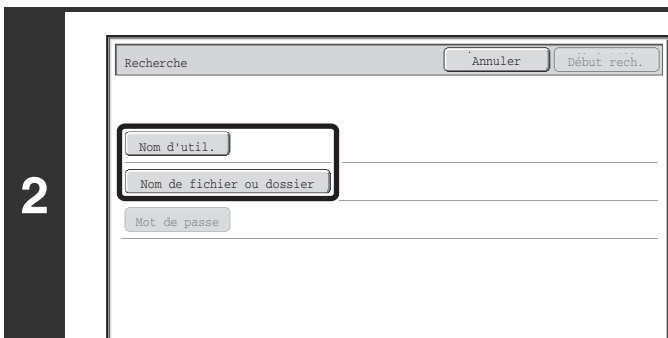 2
Recherche Annuler Début rech.
Nom d'util.
Nom de fichier ou dossier
Mot de passe